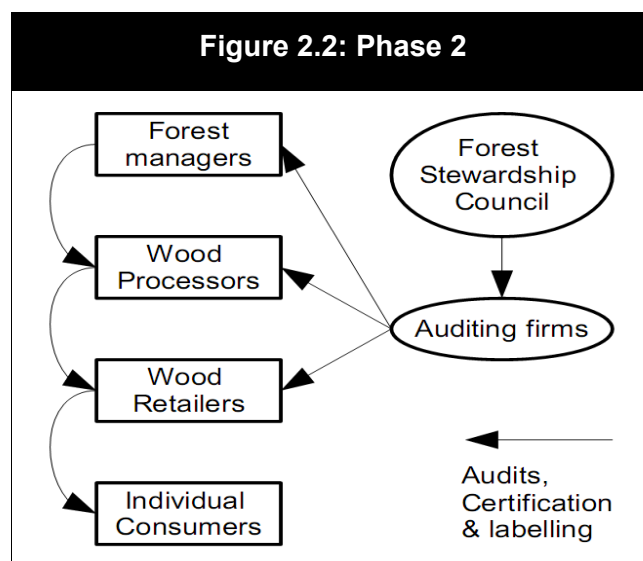 Figure 2.2: Phase 2
Forest
managers
Forest
Stewardship
Council
Wood
Processors
Auditing firms
Wood
Retailers
Audits,
Certification
& labelling
Individual
Consumers